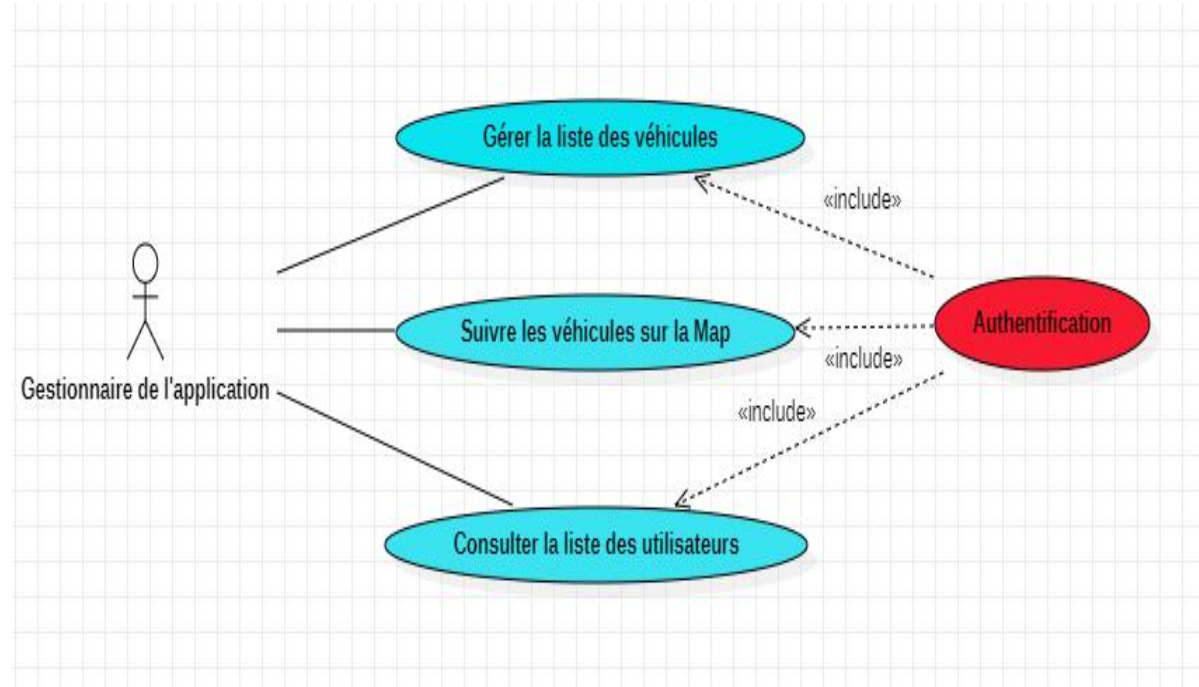 Gérer la liste des véhicules
«include»
Suivre les véhicules sur la Map
Authentification
«include»
Gestionnaire de l'application
«include»
Consulter la liste des utilisateurs